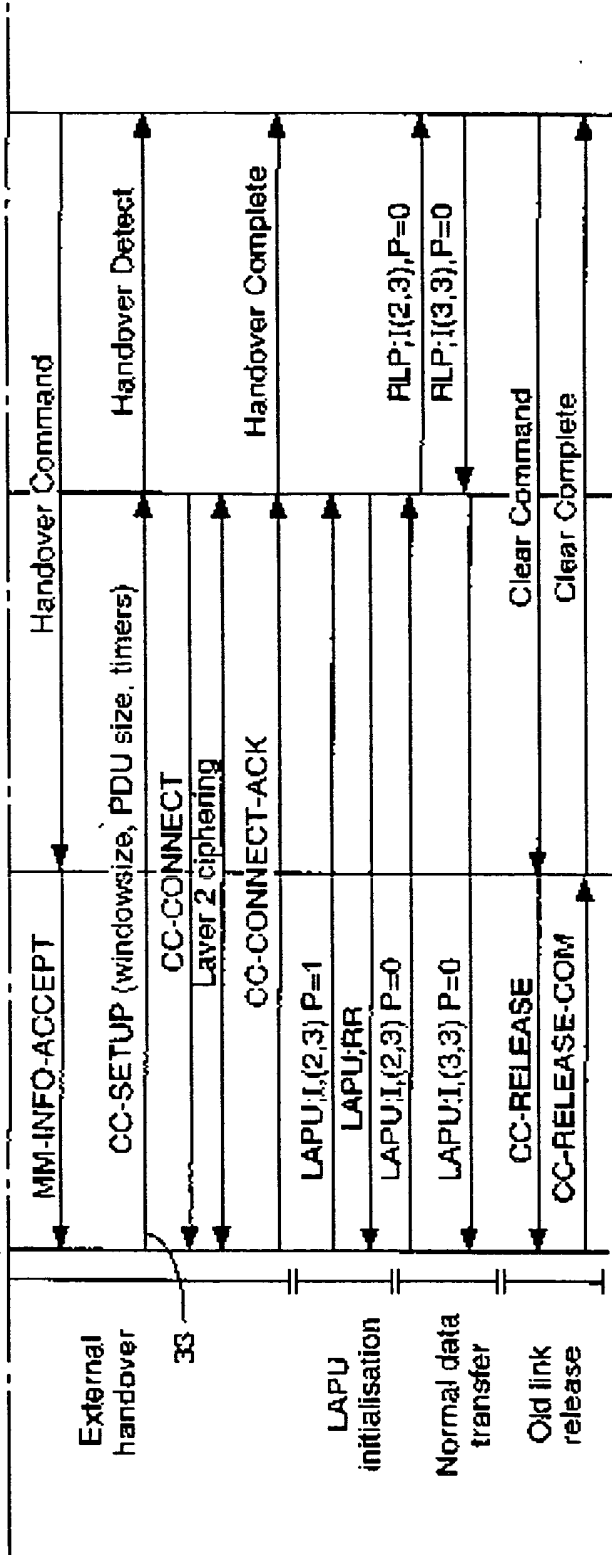 External
handover
LAPU
initialisation
Normal data
transfer
Old link
release
33
MM-INFO-ACCEPT
Handover Command
CC-SETUP (windowsize, PDU size, timers)
Handover Detect
CC-CONNECT
Layer 2 ciphering
CC-CONNECT-ACK
Handover Complete
LAPU;I,(2,3) P=1
LAPU;RR
LAPU;I,(2,3) P=0
RLP;I(2,3),P=0
RLP;I(3,3),P=0
LAPU;I,(3,3) P=0
CC-RELEASE
Clear Command
CC-RELEASE-COM
Clear Complete